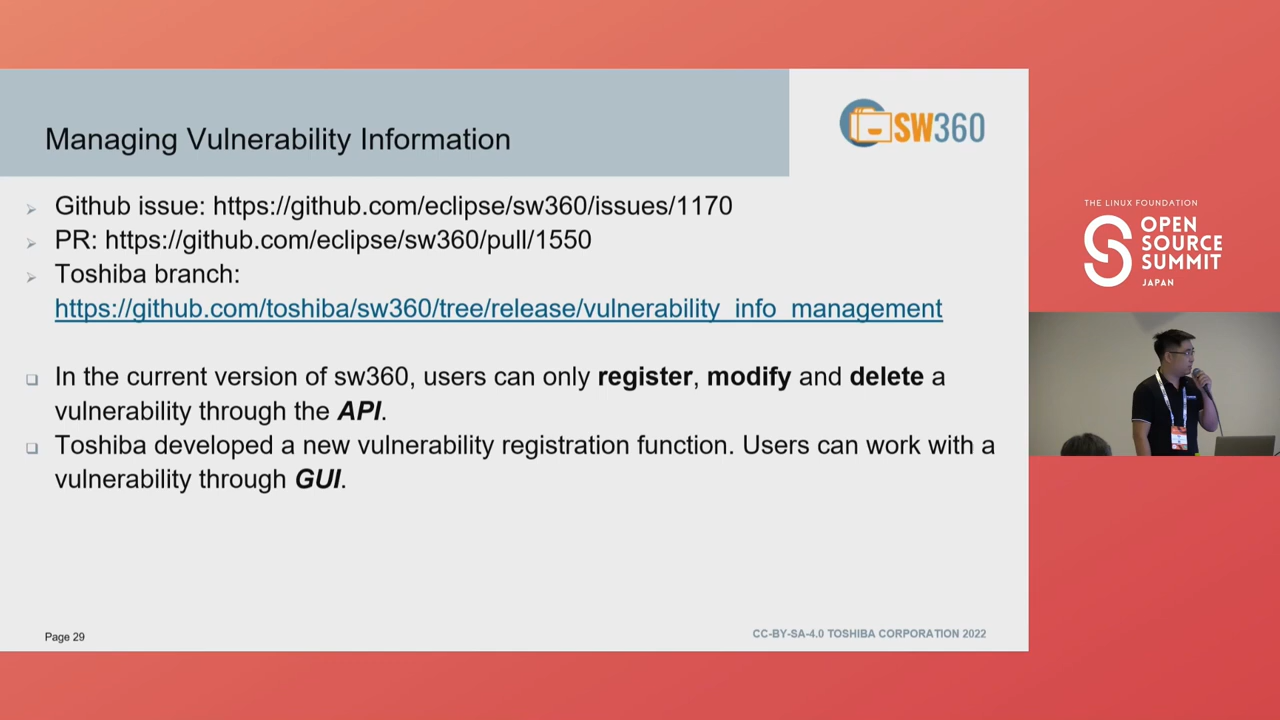 Managing Vulnerability Information
SW360
Github issue: https://github.com/eclipse/sw360/issues/1170
PR: https://github.com/eclipse/sw360/pull/1550
Toshiba branch:
https://github.com/toshiba/sw360/tree/release/vulnerability_info_management
In the current version of sw360, users can only register, modify and delete a
vulnerability through the API.
Toshiba developed a new vulnerability registration function. Users can work with a
vulnerability through GUI.
Page 29
CC-BY-SA-4.0 TOSHIBA CORPORATION 2022
THE LINUX FOUNDATION
OPEN
SOURCE
SUMMIT
JAPAN